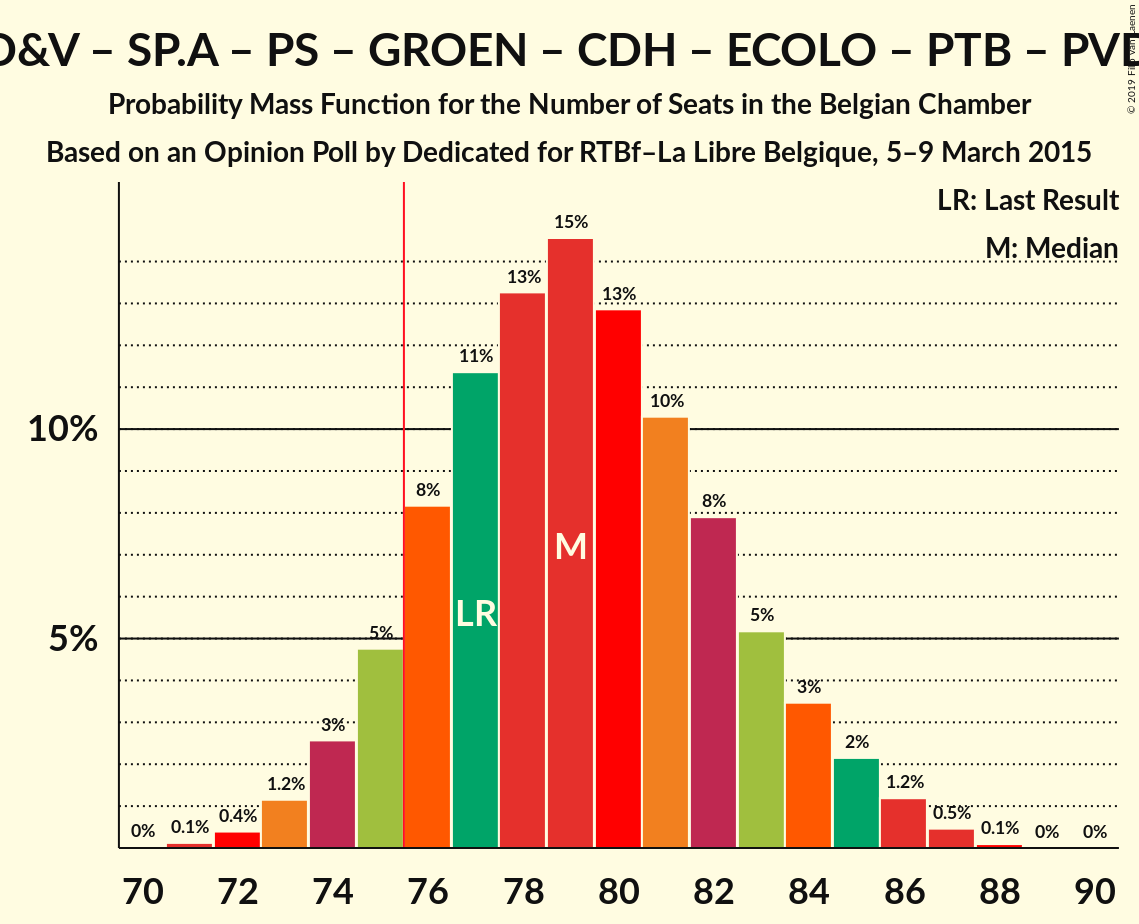 D&V – SP.A – PS – GROEN – CDH – ECOLO – PTB – PVD
Probability Mass Function for the Number of Seats in the Belgian Chamber
Based on an Opinion Poll by Dedicated for RTBf–La Libre Belgique, 5–9 March 2015
© 2019 Filip van Laenen
LR: Last Result
M: Median
15%
13%
13%
11%
10%
10%
8%
8%
M
LR
5%
5%
5%
3%
3%
2%
1.2%
1.2%
0.4%
0.5%
0%
0.1%
0.1%
0%
0%
70 72 74 76 78 80 82 84 86 88 90